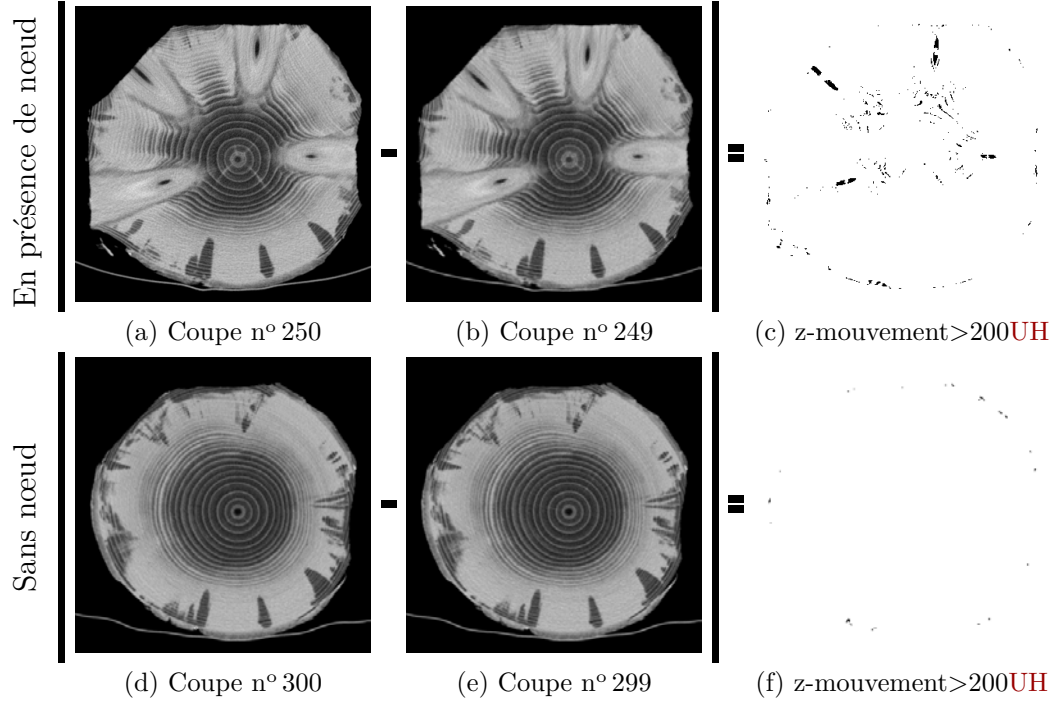 En présence de nœud
(a) Coupe nº 250
(b) Coupe nº 249
(c) z-mouvement>200UH
Sans nœud
(d) Coupe nº 300
(e) Coupe nº 299
(f) z-mouvement>200UH